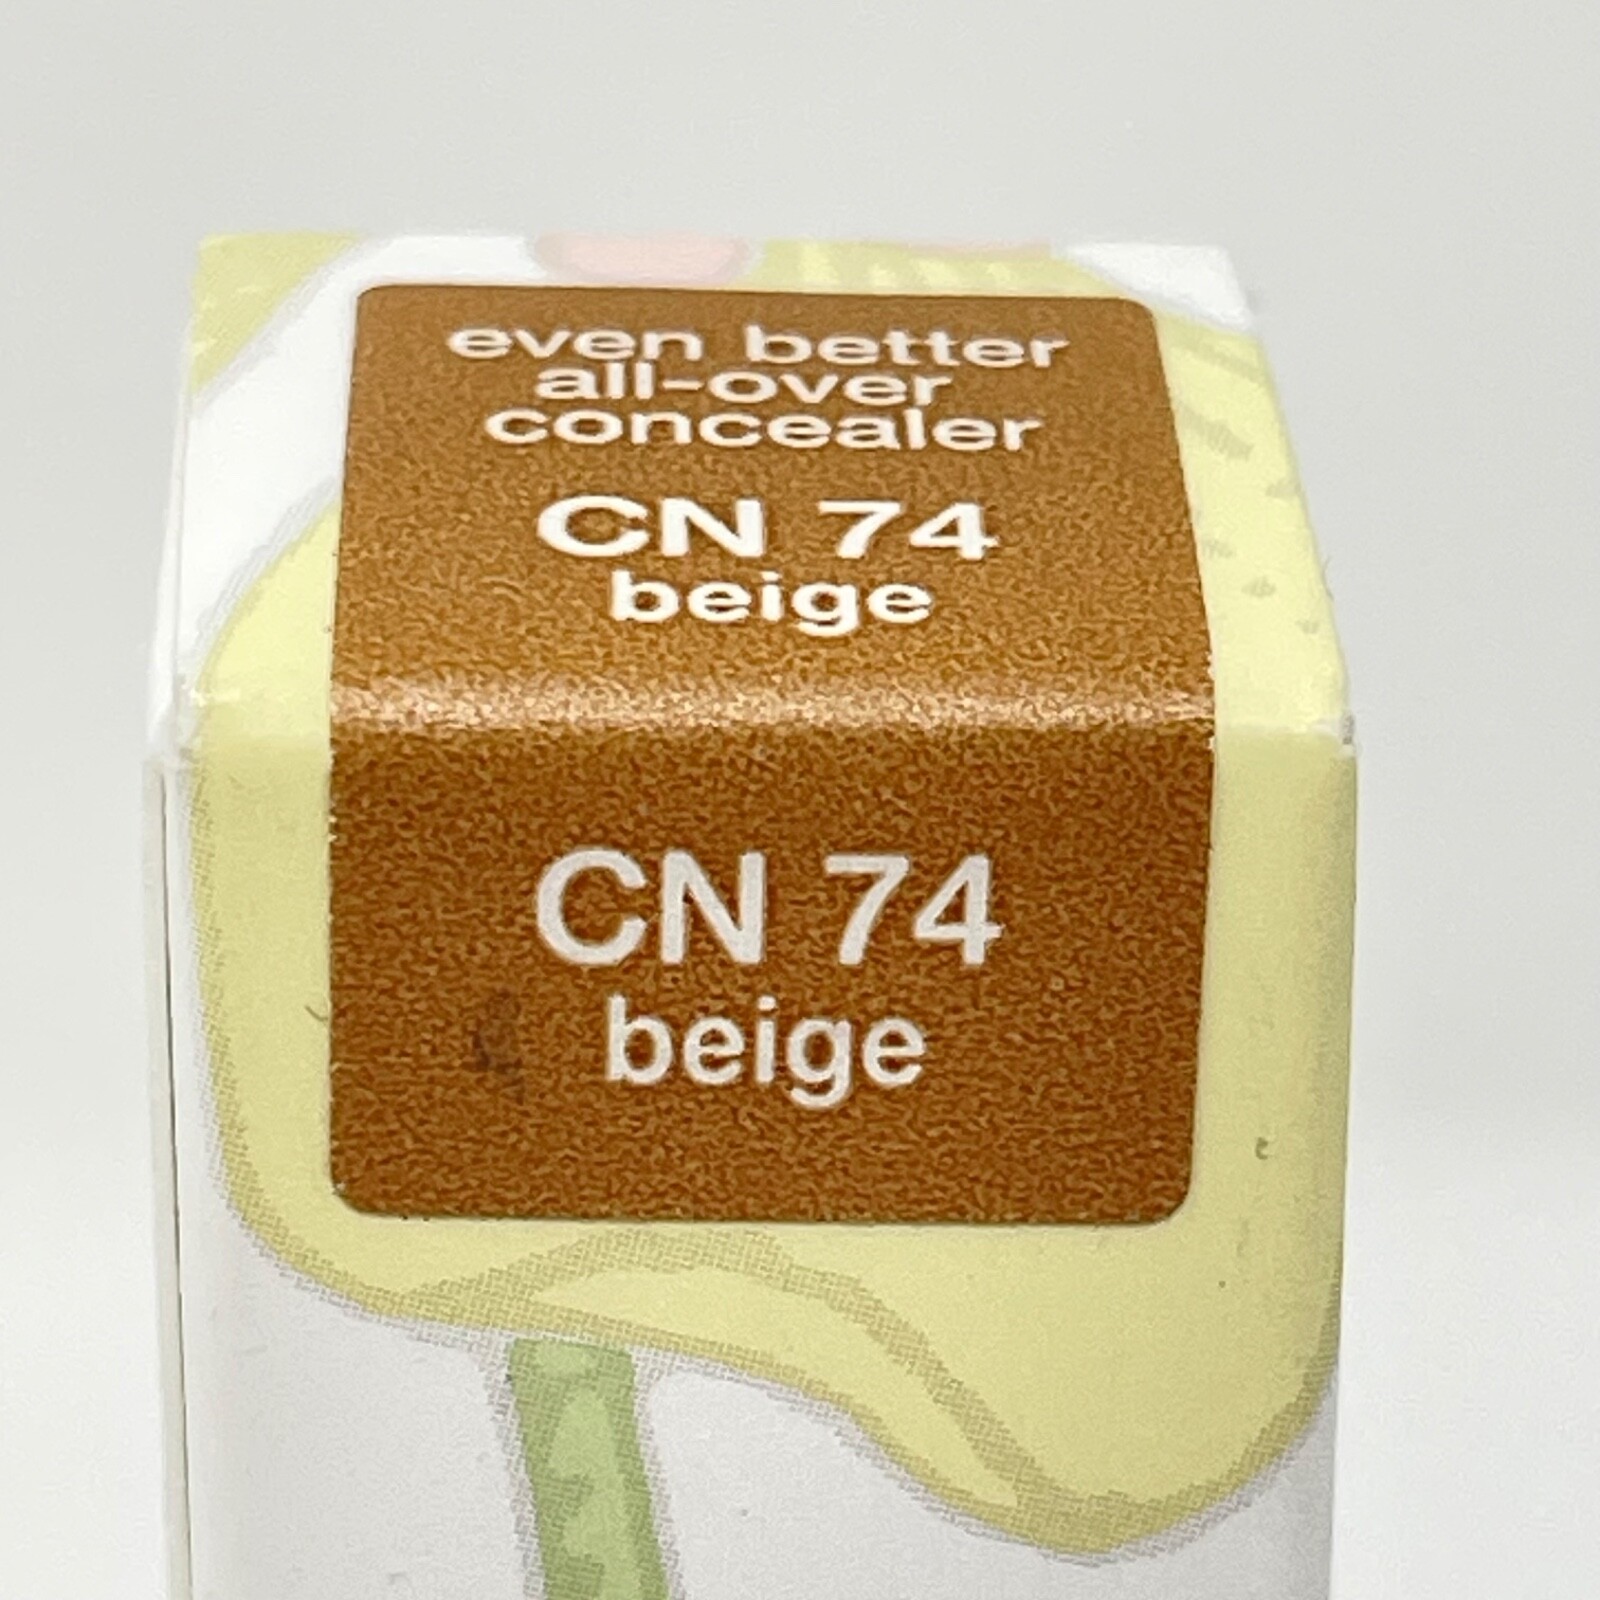 even better
all-over
concealer
CN 74
beige
CN 74
beige